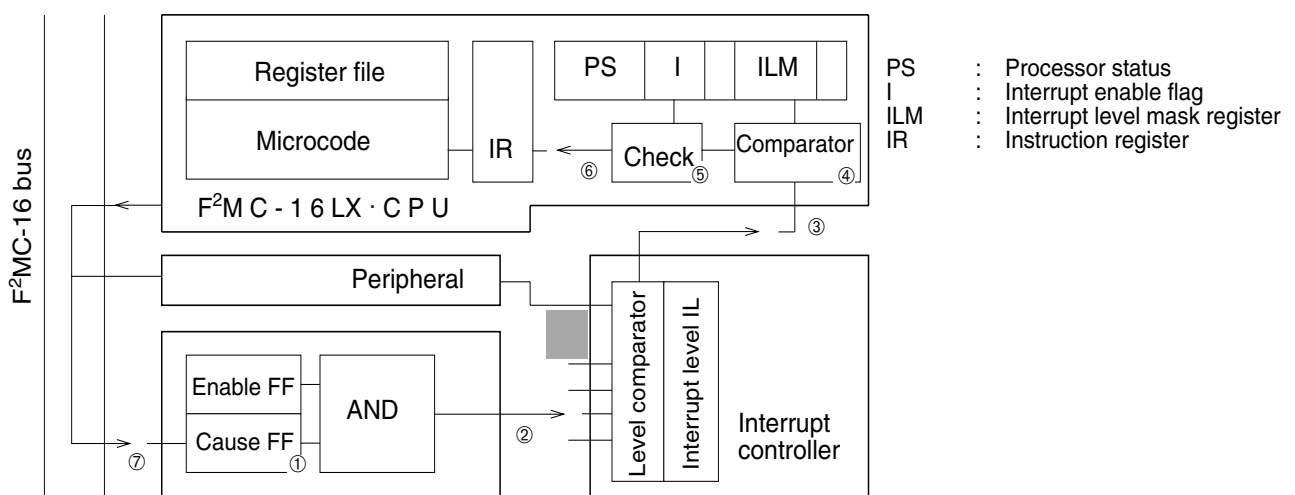 Register file
Microcode
IR
PS I ILM
Check
⑤
Comparator
④
⑥
F²MC-16LX·CPU
③
PS : Processor status
I : Interrupt enable flag
ILM : Interrupt level mask register
IR : Instruction register
F²MC-16 bus
Peripheral
Enable FF
Cause FF
①
AND
②
⑦
Level comparator
Interrupt level IL
Interrupt
controller